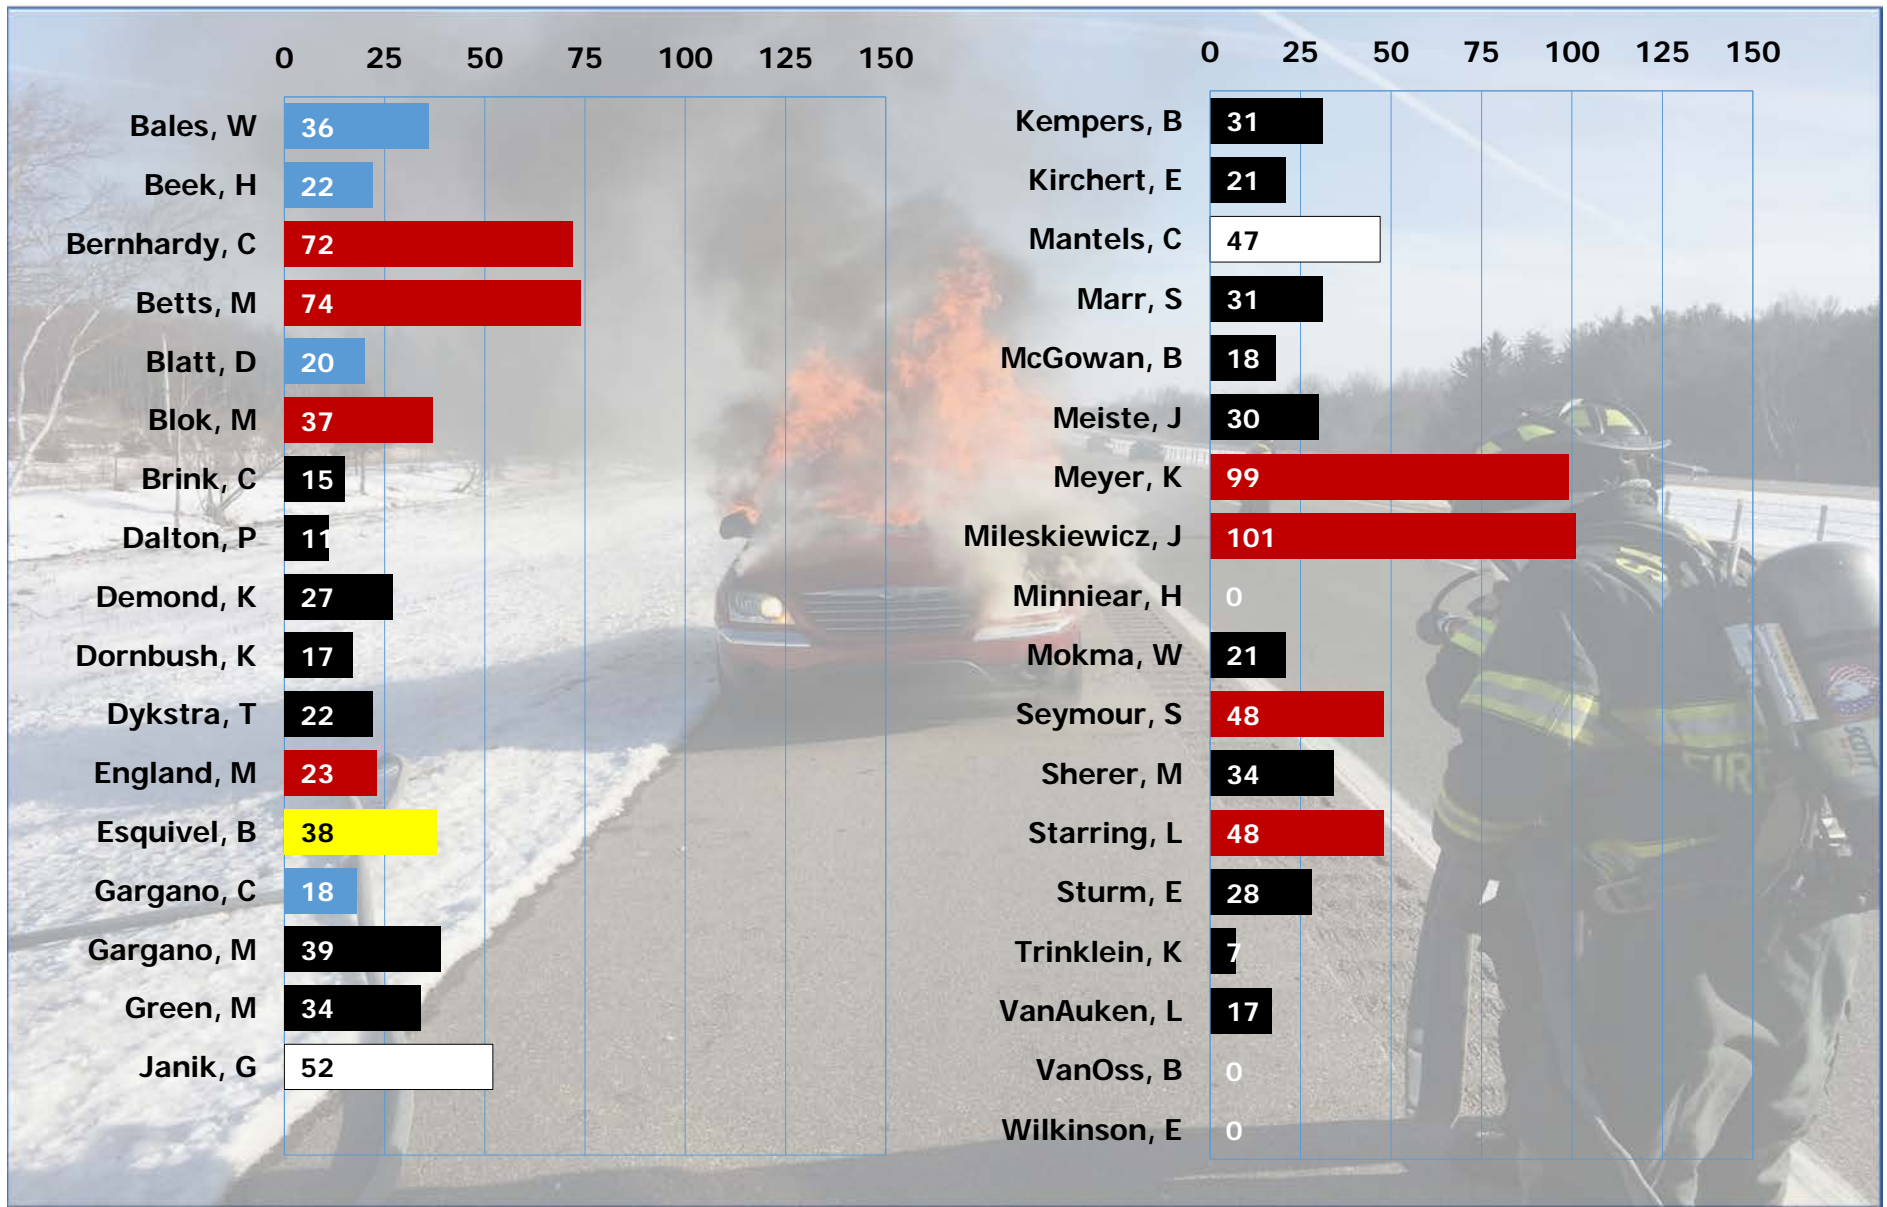 0 25 50 75 100 125 150
Bales, W 36
Beek, H 22
Bernhardy, C 72
Betts, M 74
Blatt, D 20
Blok, M 37
Brink, C 15
Dalton, P 11
Demond, K 27
Dornbush, K 17
Dykstra, T 22
England, M 23
Esquivel, B 38
Gargano, C 18
Gargano, M 39
Green, M 34
Janik, G 52
0 25 50 75 100 125 150
Kempers, B 31
Kirchert, E 21
Mantels, C 47
Marr, S 31
McGowan, B 18
Meiste, J 30
Meyer, K 99
Mileskiewicz, J 101
Minniear, H 0
Mokma, W 21
Seymour, S 48
Sherer, M 34
Starring, L 48
Sturm, E 28
Trinklein, K 7
VanAuken, L 17
VanOss, B 0
Wilkinson, E 0
FIRE
SCOTT